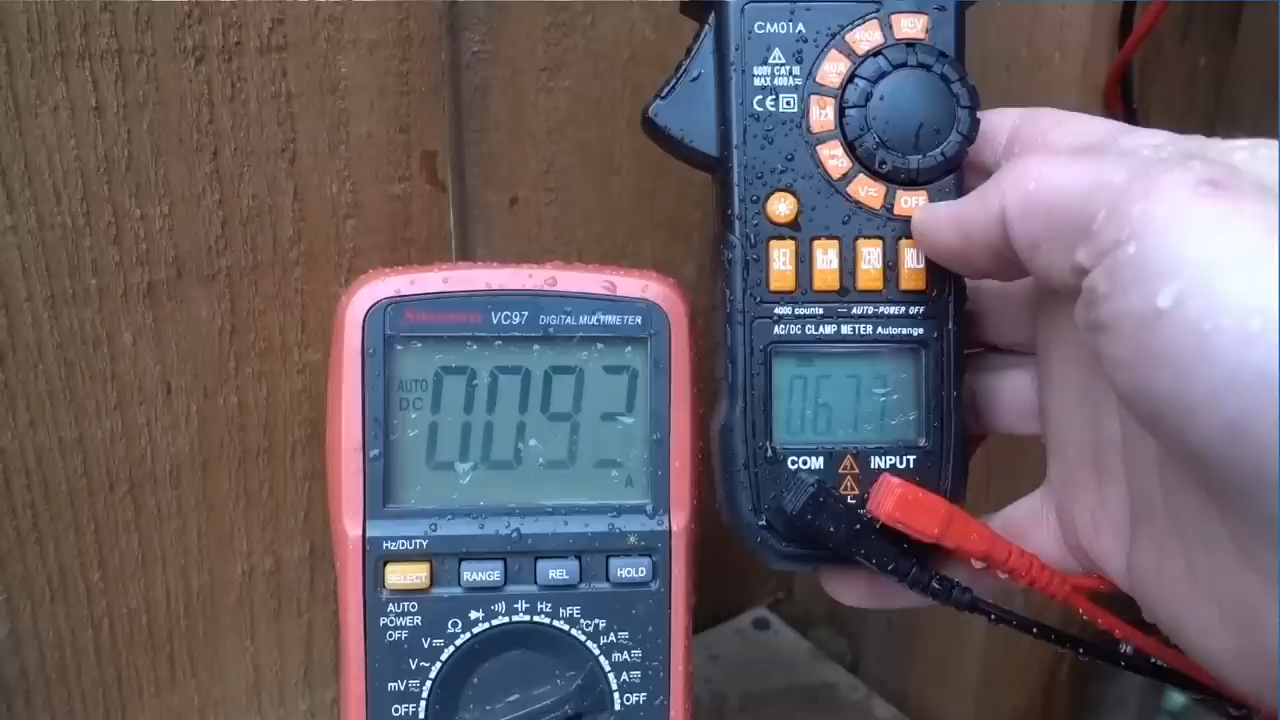 CM01A
NCV
400A
40A
Hz%
V
OFF
600V CAT III
MAX 400A
CE
SEL
ZERO
HOLD
4000 counts
AUTO-POWER OFF
AC/DC CLAMP METER Autorange
COM
INPUT
VC97 DIGITAL MULTIMETER
AUTO
DC
A
Hz/DUTY
SELECT
RANGE
REL
HOLD
AUTO
POWER
OFF
Ω
Hz
hFE
°C/°F
V
V~
mV
OFF
µA
mA
A
OFF